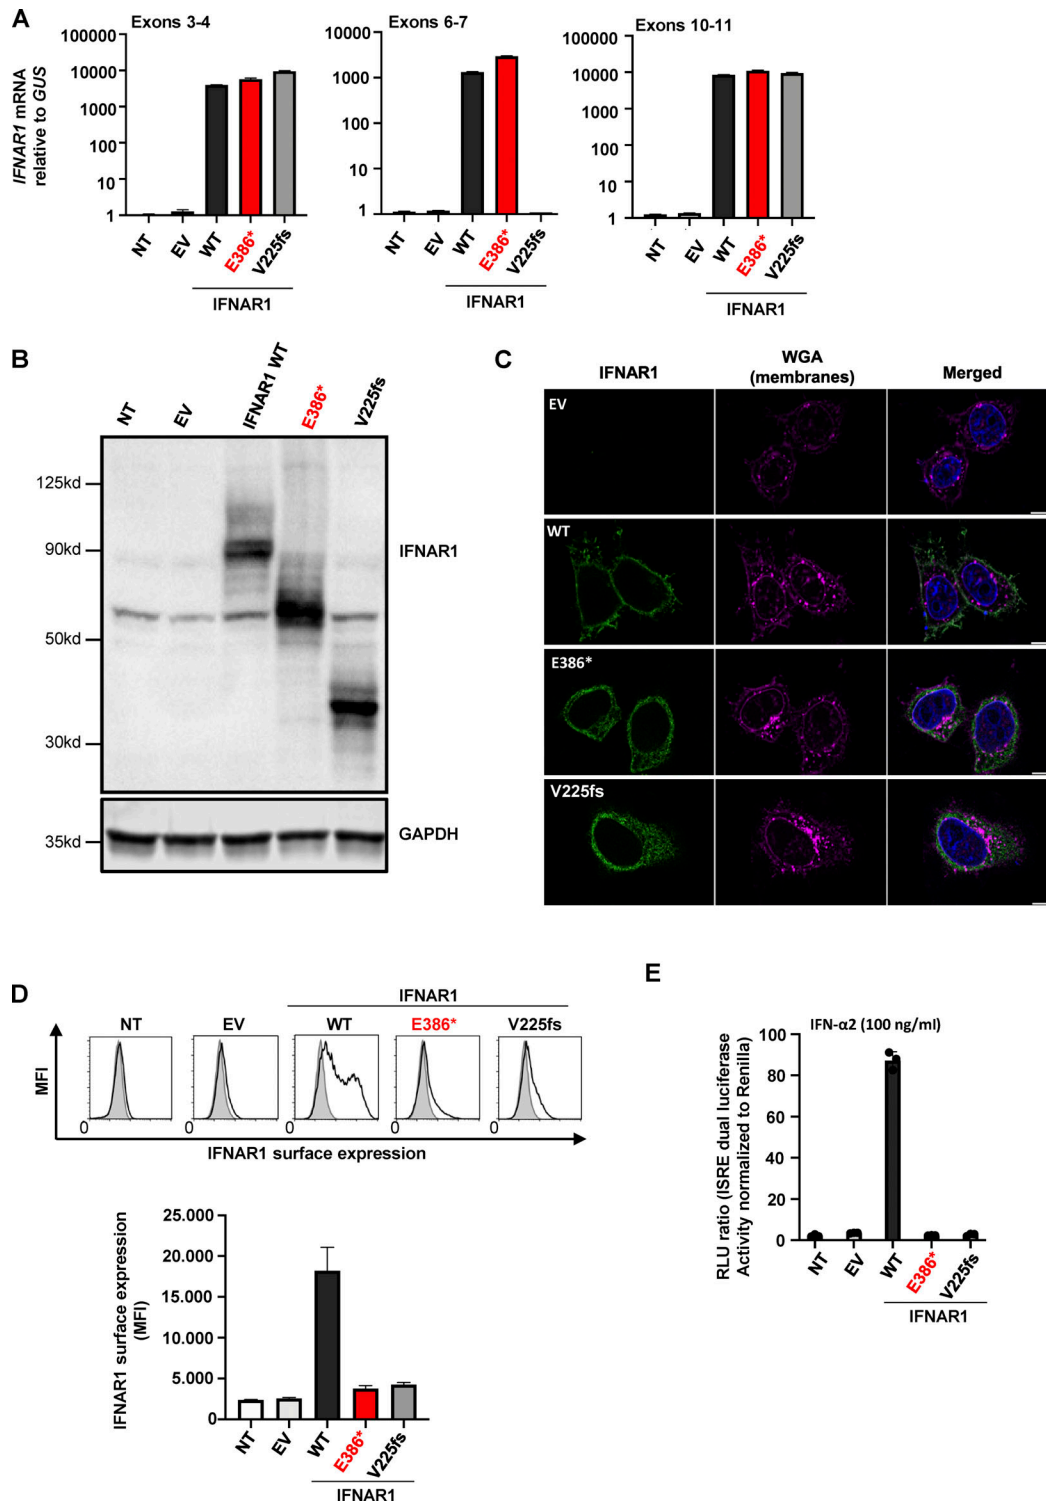 A
Exons 3-4
Exons 6-7
Exons 10-11
IFNAR1 mRNA
relative to GUS
100000
10000
1000
100
10
1
NT
EV
WT
E386*
V225fs
IFNAR1
10000
1000
100
10
1
NT
EV
WT
E386*
V225fs
IFNAR1
100000
10000
1000
100
10
1
NT
EV
WT
E386*
V225fs
IFNAR1
B
NT
EV
IFNAR1 WT
E386*
V225fs
125kd
90kd
50kd
30kd
35kd
IFNAR1
GAPDH
C
IFNAR1
WGA
(membranes)
Merged
EV
WT
E386*
V225fs
D
IFNAR1
NT
EV
WT
E386*
V225fs
MFI
0
0
0
0
0
IFNAR1 surface expression
IFNAR1 surface expression
(MFI)
25.000
20.000
15.000
10.000
5.000
0
NT
EV
WT
E386*
V225fs
IFNAR1
E
IFN-α2 (100 ng/ml)
RLU ratio (ISRE dual luciferase
Activity normalized to Renilla)
100
80
60
40
20
0
NT
EV
WT
E386*
V225fs
IFNAR1